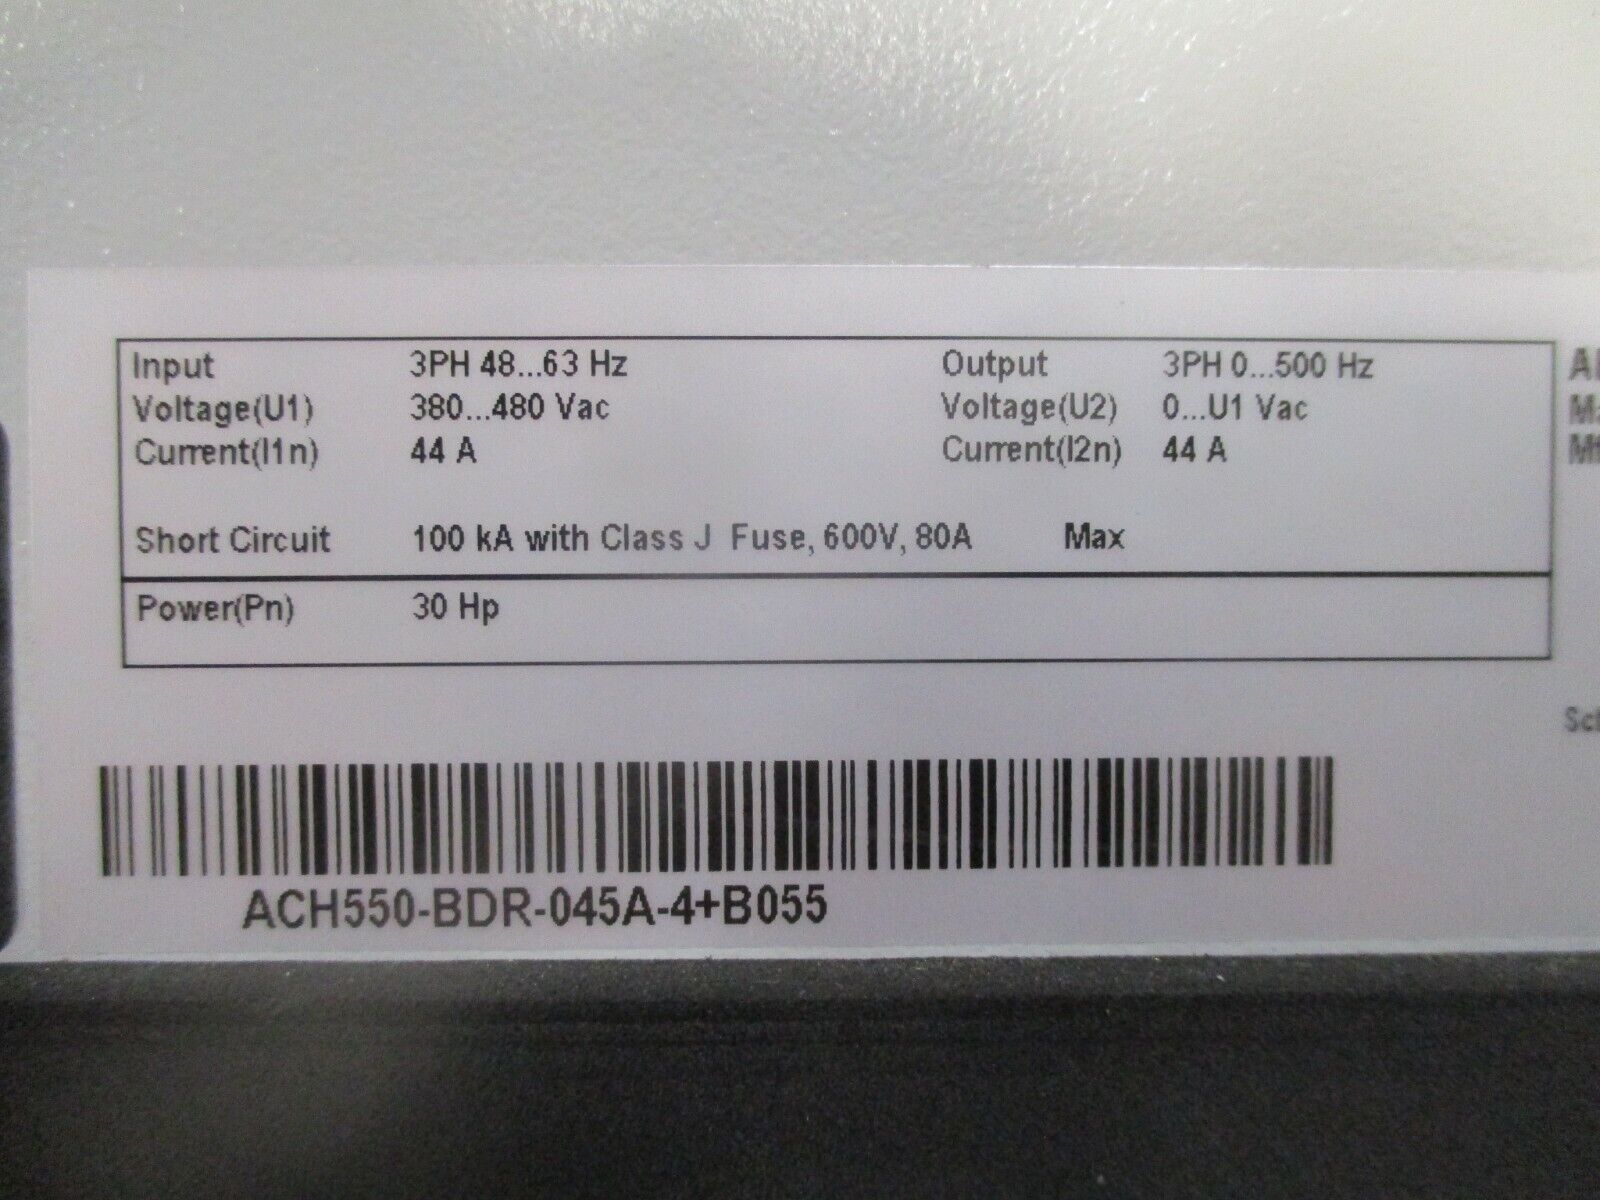 Input 3PH 48...63 Hz Output 3PH 0...500 Hz
Voltage(U1) 380...480 Vac Voltage(U2) 0...U1 Vac
Current(I1n) 44 A Current(I2n) 44 A
Short Circuit 100 kA with Class J Fuse, 600V, 80A Max
Power(Pn) 30 Hp
ACH550-BDR-045A-4+B055